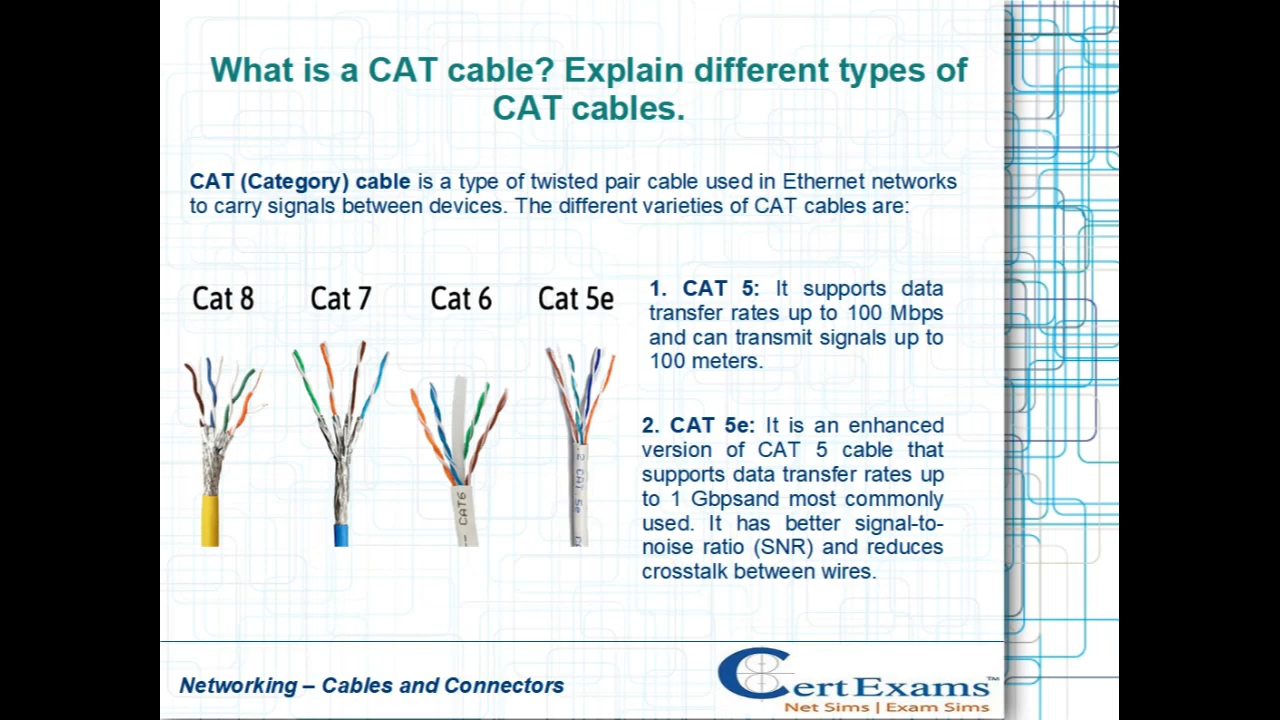 What is a CAT cable? Explain different types of
CAT cables.
CAT (Category) cable is a type of twisted pair cable used in Ethernet networks
to carry signals between devices. The different varieties of CAT cables are:
Cat 8 Cat 7 Cat 6 Cat 5e
CAT6
2 CAT 5e
1. CAT 5: It supports data
transfer rates up to 100 Mbps
and can transmit signals up to
100 meters.
2. CAT 5e: It is an enhanced
version of CAT 5 cable that
supports data transfer rates up
to 1 Gbpsand most commonly
used. It has better signal-to-
noise ratio (SNR) and reduces
crosstalk between wires.
Networking – Cables and Connectors
CertExams™
Net Sims | Exam Sims